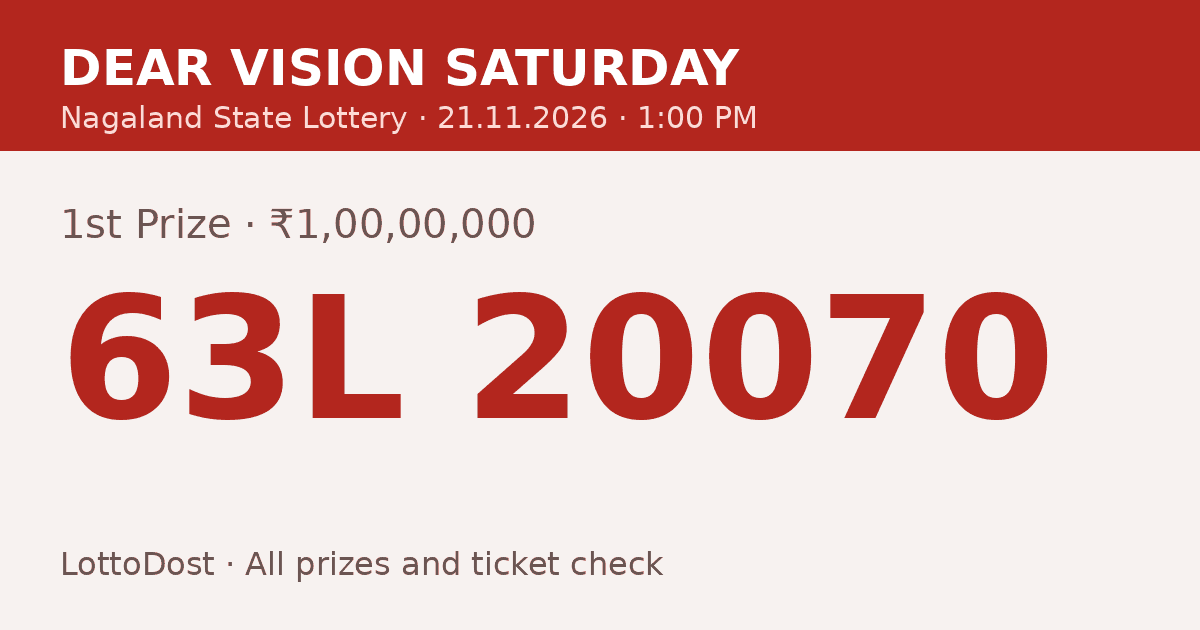 DEAR VISION SATURDAY
Nagaland State Lottery · 21.11.2026 · 1:00 PM
1st Prize · ₹1,00,00,000
63L 20070
LottoDost · All prizes and ticket check